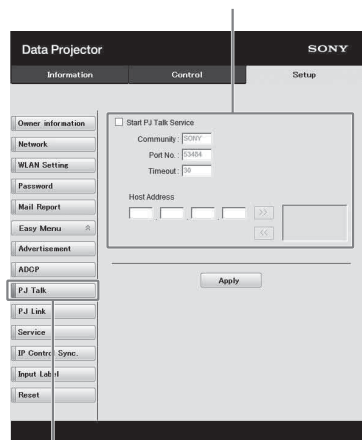 Data Projector SONY
Information Control Setup
Owner information
Network
WLAN Setting
Password
Mail Report
Easy Menu
Advertisement
ADCP
PJ Talk
PJ Link
Service
IP Control Sync.
Input Label
Reset
Start PJ Talk Service
Community : SONY
Port No. : 53484
Timeout : 30
Host Address
. . .
>>
<<
Apply